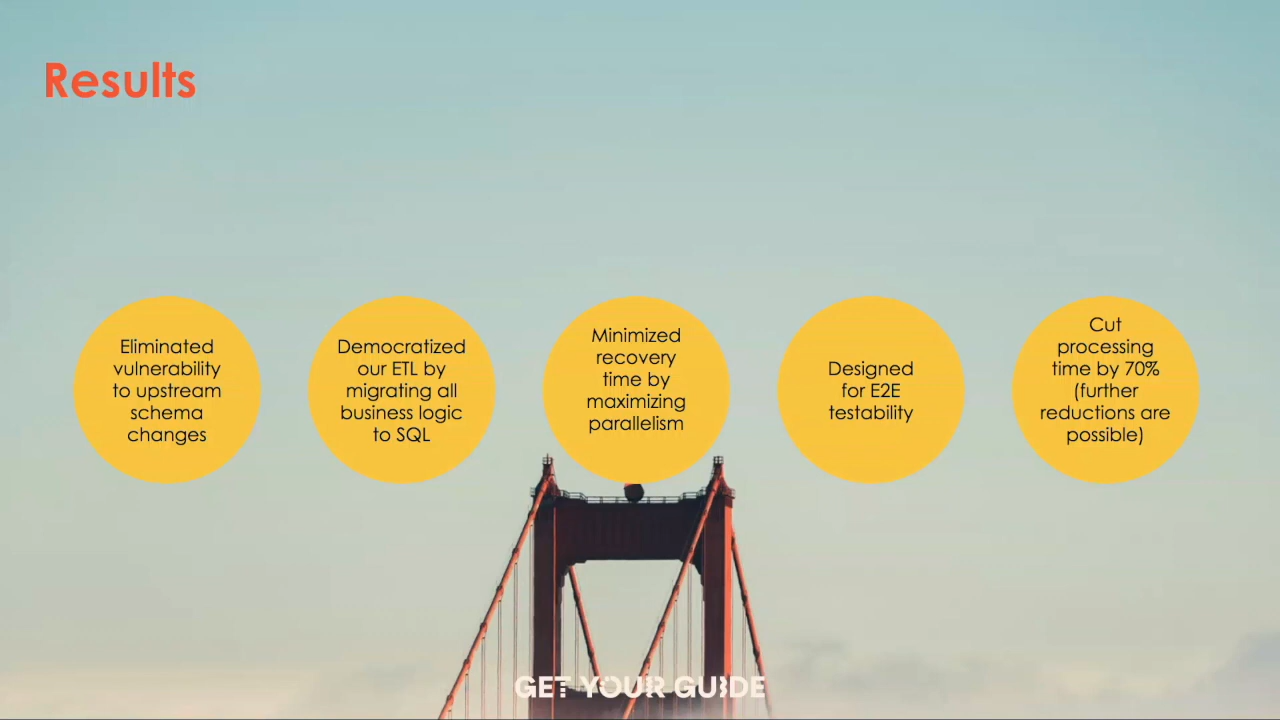 Results
Eliminated
vulnerability
to upstream
schema
changes
Democratized
our ETL by
migrating all
business logic
to SQL
Minimized
recovery
time by
maximizing
parallelism
Designed
for E2E
testability
Cut
processing
time by 70%
(further
reductions are
possible)
GET YOUR GUIDE